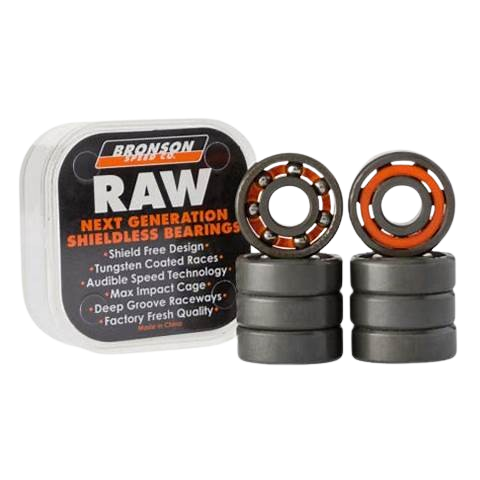 BRONSON
SPEED CO.
RAW
NEXT GENERATION
SHIELDLESS BEARINGS
•Shield Free Design•
•Tungsten Coated Races•
•Audible Speed Technology•
•Max Impact Cage•
•Deep Groove Raceways•
•Factory Fresh Quality•
Made in China